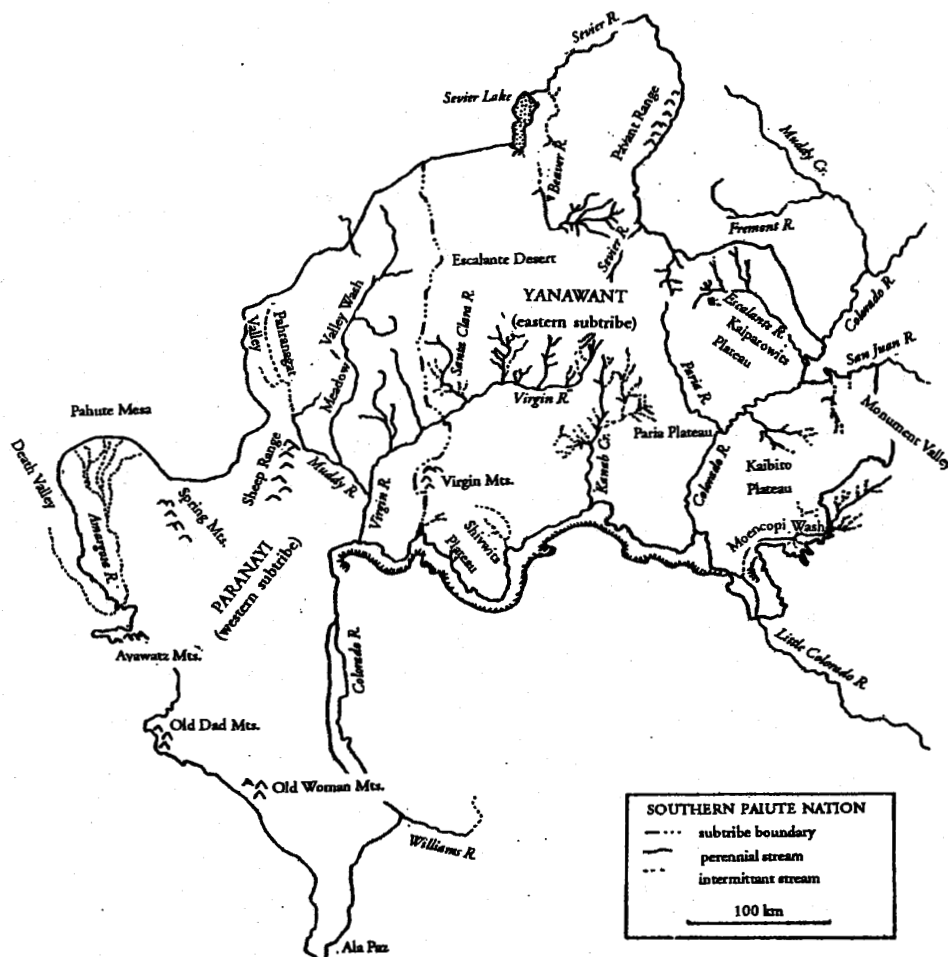 Sevier R.
Sevier Lake
Pavant Range
Beaver R.
Muddy Cr.
Fremont R.
Sevier R.
Escalante Desert
YANAWANT
(eastern subtribe)
Escalante R.
Colorado R.
Kaiparowits
Plateau
San Juan R.
Meadow Valley Wash
Pahranagat
Valley
Santa Clara R.
Virgin R.
Paria R.
Monument Valley
Pahute Mesa
Death Valley
Sheep Range
Muddy R.
Virgin R.
Virgin Mts.
Kanab Cr.
Paria Plateau
Colorado R.
Kaibito
Plateau
Amargosa R.
Spring Mts.
PARANAYI
(western subtribe)
Shivwits
Plateau
Moencopi Wash
Ayawatz Mts.
Colorado R.
Little Colorado R.
Old Dad Mts.
Old Woman Mts.
Williams R.
Ala Paz
SOUTHERN PAIUTE NATION
subtribe boundary
perennial stream
intermittant stream
100 km